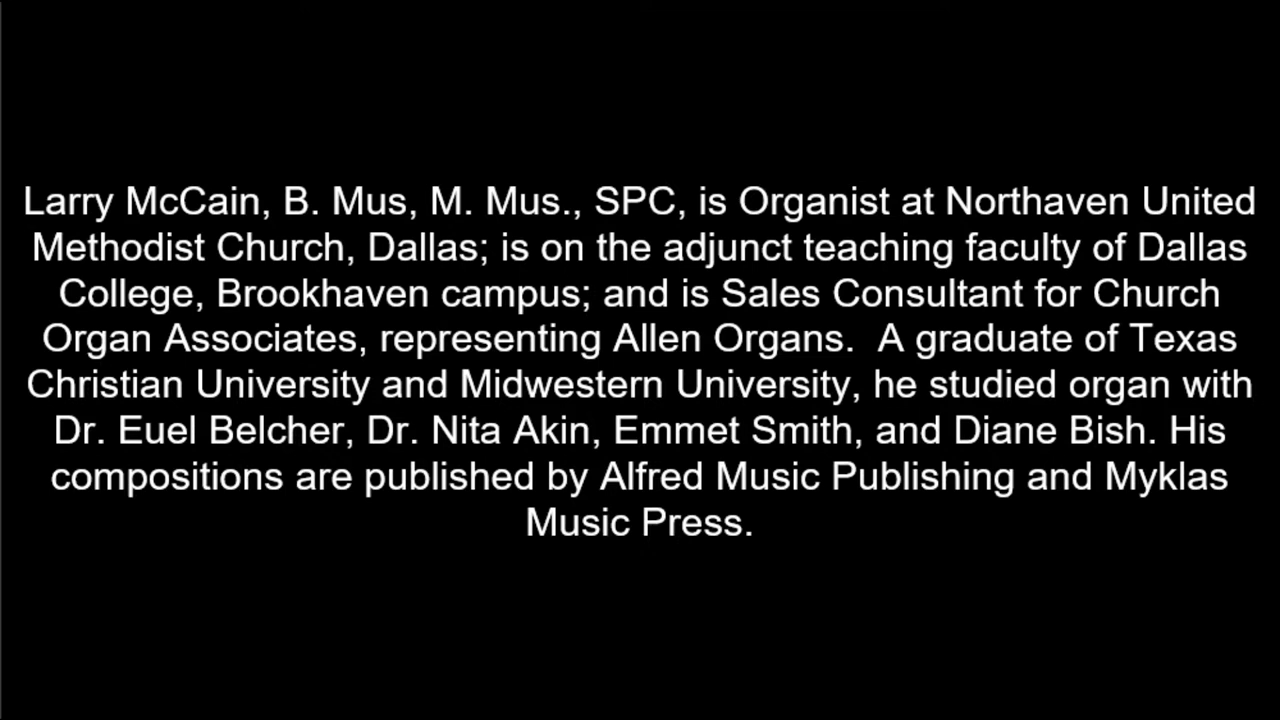 Larry McCain, B. Mus, M. Mus., SPC, is Organist at Northaven United
Methodist Church, Dallas; is on the adjunct teaching faculty of Dallas
College, Brookhaven campus; and is Sales Consultant for Church
Organ Associates, representing Allen Organs.  A graduate of Texas
Christian University and Midwestern University, he studied organ with
Dr. Euel Belcher, Dr. Nita Akin, Emmet Smith, and Diane Bish. His
compositions are published by Alfred Music Publishing and Myklas
Music Press.